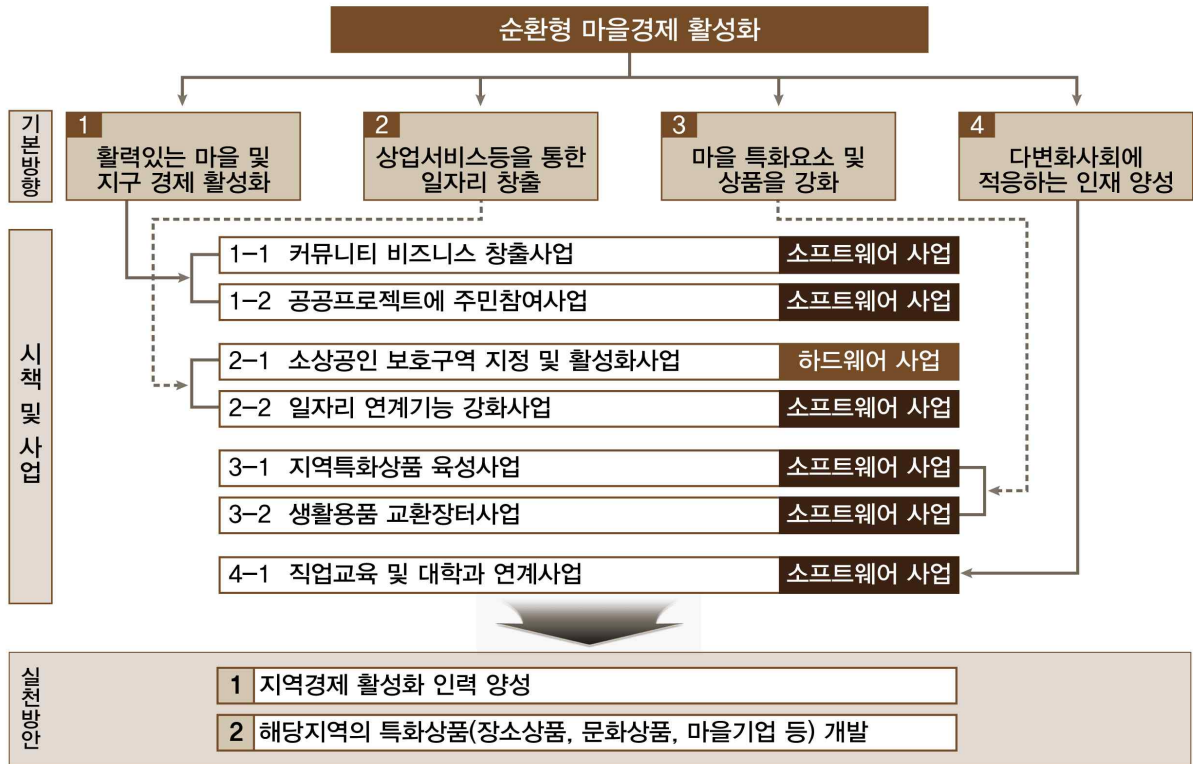 순환형 마을경제 활성화
기본방향
1
활력있는 마을 및
지구 경제 활성화
2
상업서비스등을 통한
일자리 창출
3
마을 특화요소 및
상품을 강화
4
다변화사회에
적응하는 인재 양성
시책 및 사업
1-1 커뮤니티 비즈니스 창출사업 소프트웨어 사업
1-2 공공프로젝트에 주민참여사업 소프트웨어 사업
2-1 소상공인 보호구역 지정 및 활성화사업 하드웨어 사업
2-2 일자리 연계기능 강화사업 소프트웨어 사업
3-1 지역특화상품 육성사업 소프트웨어 사업
3-2 생활용품 교환장터사업 소프트웨어 사업
4-1 직업교육 및 대학과 연계사업 소프트웨어 사업
실천방안
1 지역경제 활성화 인력 양성
2 해당지역의 특화상품(장소상품, 문화상품, 마을기업 등) 개발